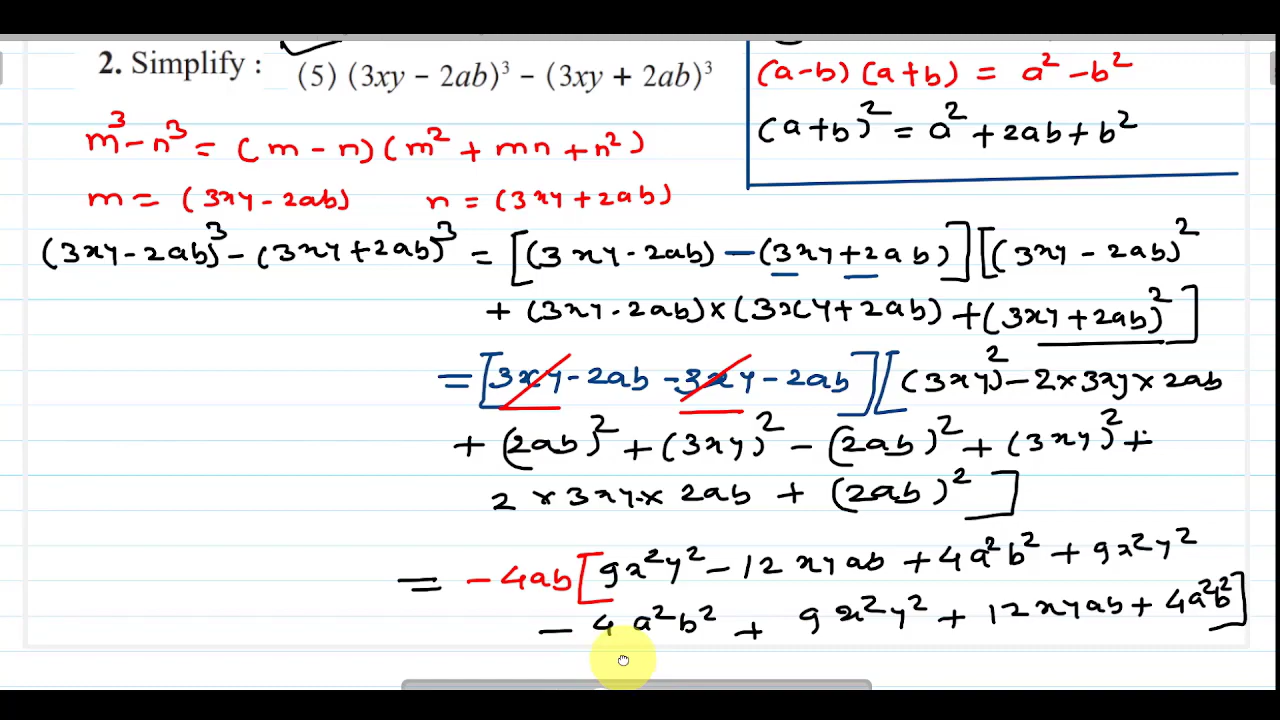 2. Simplify :
(5) (3xy − 2ab)³ − (3xy + 2ab)³
(a-b) (a+b) = a² - b²
(a+b)² = a² + 2ab + b²
m³ - n³ = (m - n) (m² + mn + n²)
m = (3xy - 2ab) n = (3xy + 2ab)
(3xy - 2ab)³ - (3xy + 2ab)³ = [(3xy - 2ab) - (3xy + 2ab)] [(3xy - 2ab)²
+ (3xy - 2ab) × (3xy + 2ab) + (3xy + 2ab)²]
= [3xy - 2ab - 3xy - 2ab] [(3xy)² - 2 × 3xy × 2ab
+ (2ab)² + (3xy)² - (2ab)² + (3xy)² +
2 × 3xy × 2ab + (2ab)²]
= - 4ab [9x²y² - 12xyab + 4a²b² + 9x²y²
- 4a²b² + 9x²y² + 12xyab + 4a²b²]